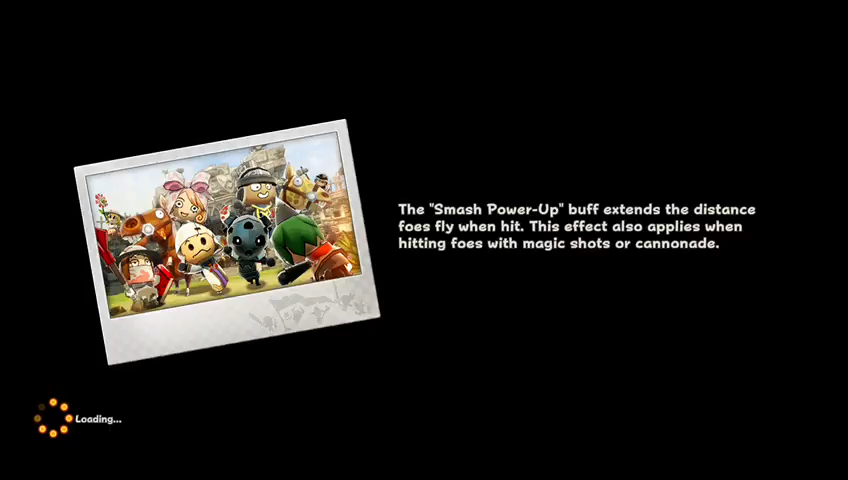 The "Smash Power-Up" buff extends the distance
foes fly when hit. This effect also applies when
hitting foes with magic shots or cannonade.
Loading...